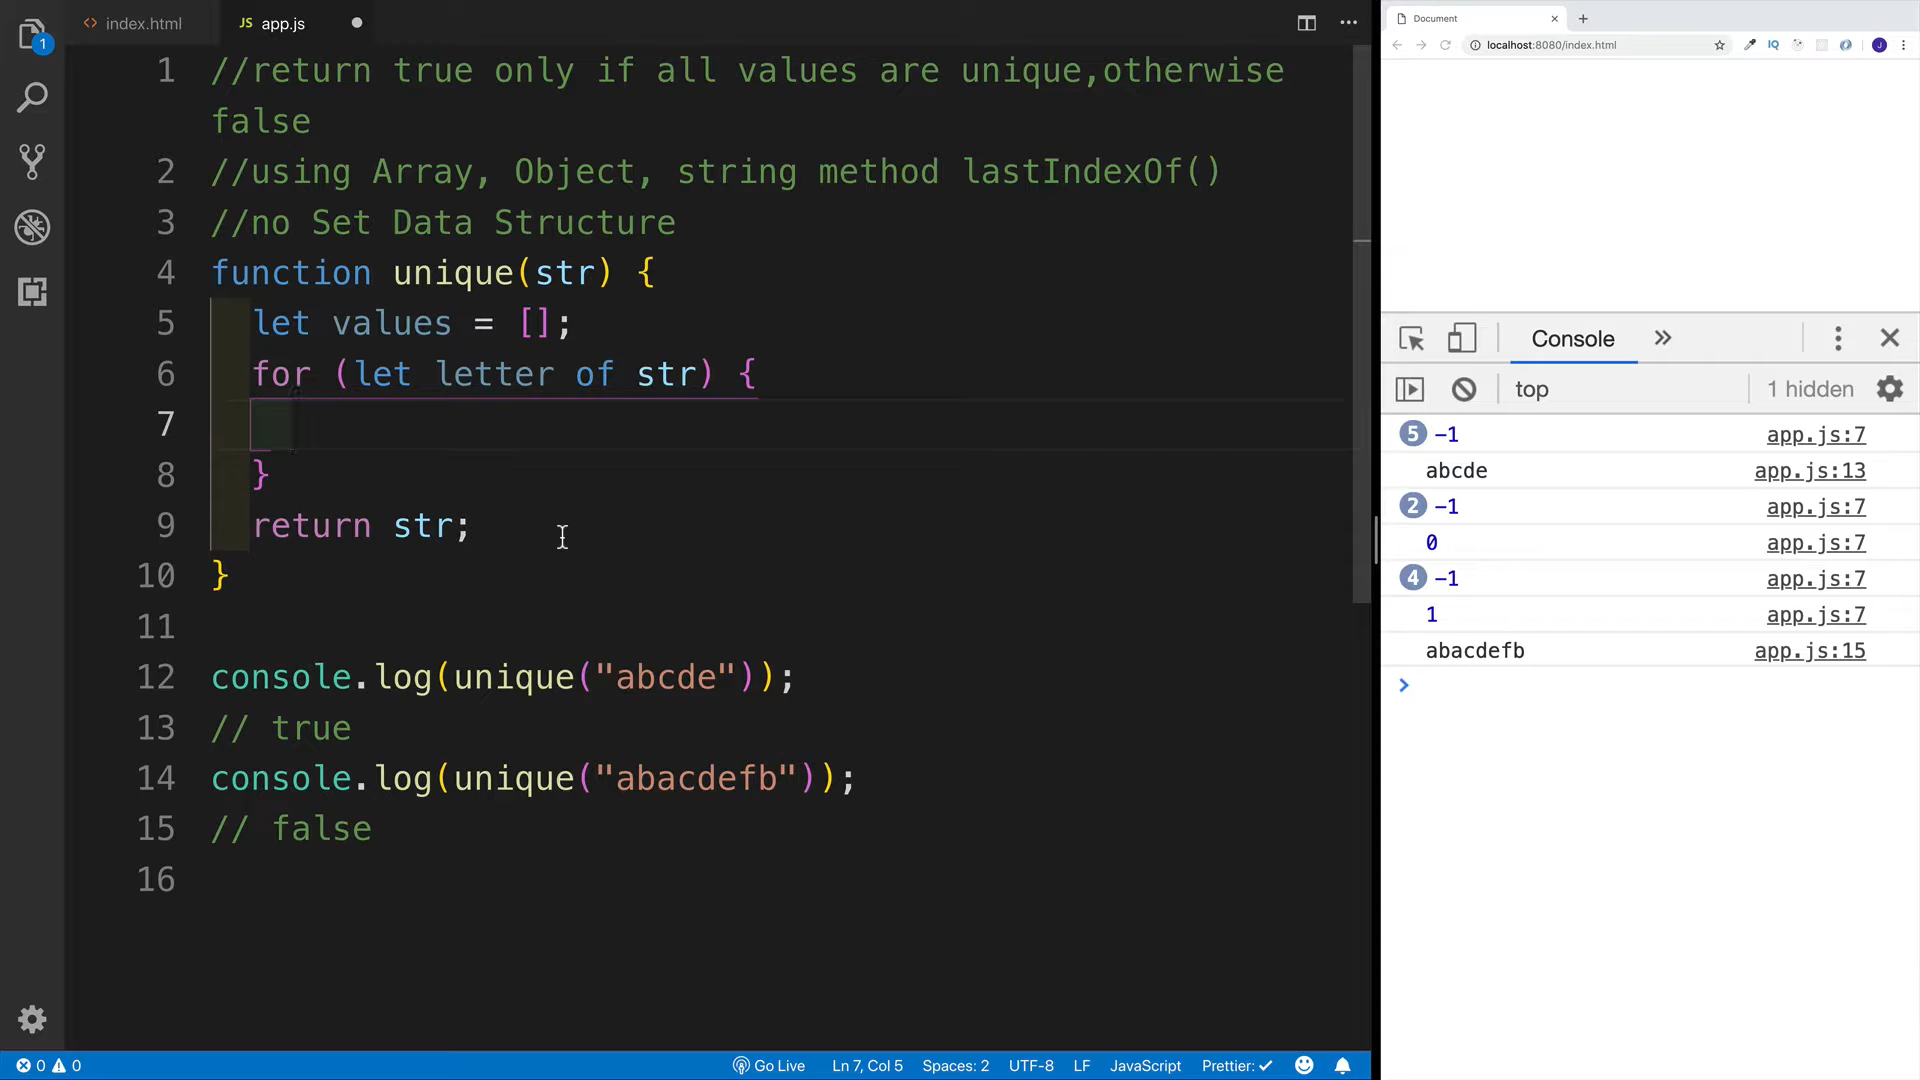 index.html
JS app.js
1 //return true only if all values are unique,otherwise
false
2 //using Array, Object, string method lastIndexOf()
3 //no Set Data Structure
4 function unique(str) {
5 let values = [];
6 for (let letter of str) {
7
8 }
9 return str;
10 }
11
12 console.log(unique("abcde"));
13 // true
14 console.log(unique("abacdefb"));
15 // false
16
1
0 0
Go Live Ln 7, Col 5 Spaces: 2 UTF-8 LF JavaScript Prettier: ✓
Document
localhost:8080/index.html
IQ
J
Console
top 1 hidden
5 -1 app.js:7
abcde app.js:13
2 -1 app.js:7
0 app.js:7
4 -1 app.js:7
1 app.js:7
abacdefb app.js:15